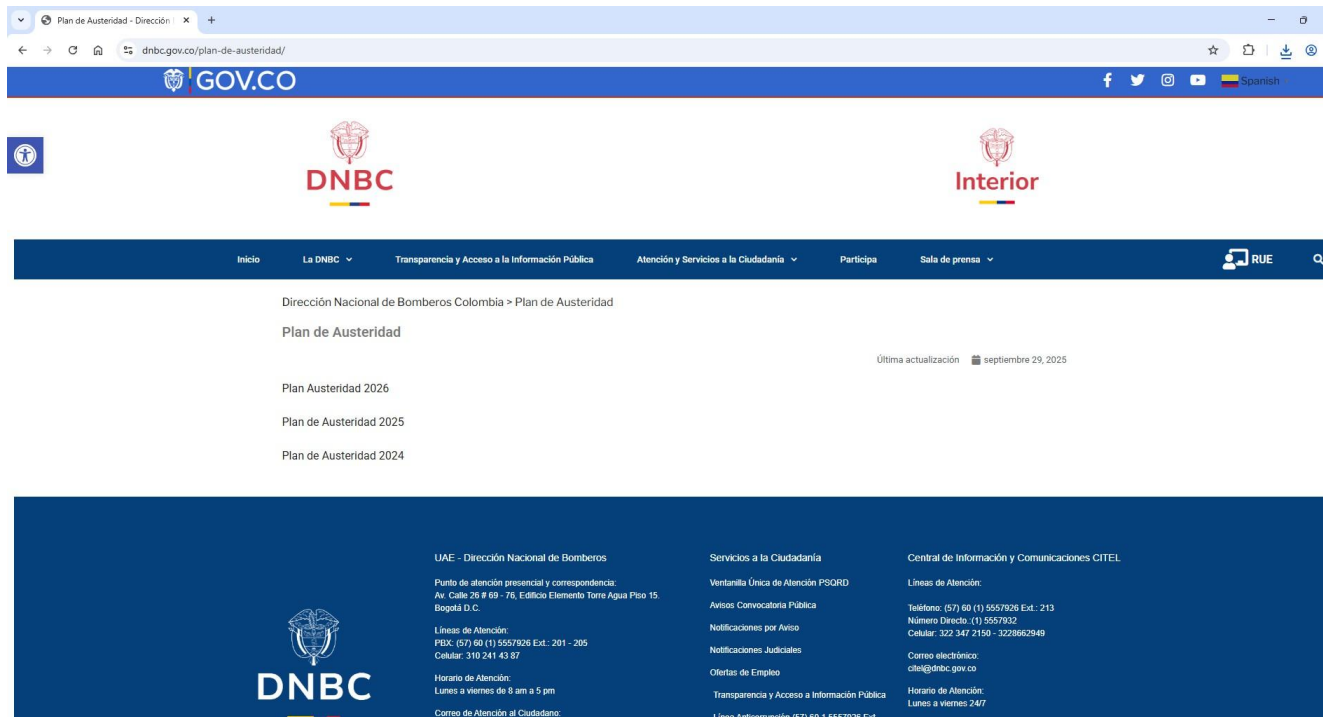 Plan de Austeridad - Dirección
dnbc.gov.co/plan-de-austeridad/
GOV.CO
Spanish
DNBC
Interior
Inicio
La DNBC
Transparencia y Acceso a la Información Pública
Atención y Servicios a la Ciudadanía
Participa
Sala de prensa
RUE
Dirección Nacional de Bomberos Colombia > Plan de Austeridad
Plan de Austeridad
Última actualización septiembre 29, 2025
Plan Austeridad 2026
Plan de Austeridad 2025
Plan de Austeridad 2024
DNBC
UAE - Dirección Nacional de Bomberos
Punto de atención presencial y correspondencia:
Av. Calle 26 # 69 - 76, Edificio Elemento Torre Agua Piso 15.
Bogotá D.C.
Líneas de Atención:
PBX: (57) 60 (1) 5557926 Ext.: 201 - 205
Celular: 310 241 43 87
Horario de Atención:
Lunes a viernes de 8 am a 5 pm
Correo de Atención al Ciudadano:
Servicios a la Ciudadanía
Ventanilla Única de Atención PSQRD
Avisos Convocatoria Pública
Notificaciones por Aviso
Notificaciones Judiciales
Ofertas de Empleo
Transparencia y Acceso a Información Pública
Línea Anticorrupción (57) 60 1 5557926 Ext.
Central de Información y Comunicaciones CITEL
Líneas de Atención:
Teléfono: (57) 60 (1) 5557926 Ext.: 213
Número Directo.:(1) 5557932
Celular: 322 347 2150 - 3228662949
Correo electrónico:
citel@dnbc.gov.co
Horario de Atención:
Lunes a viernes 24/7